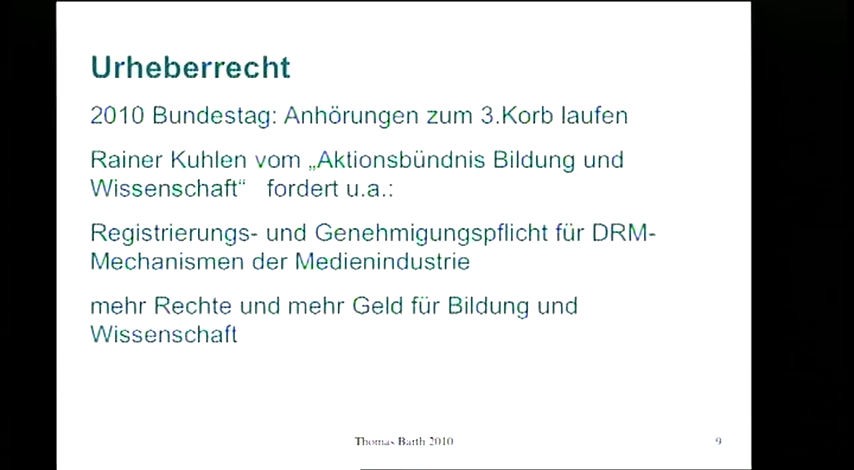 Urheberrecht
2010 Bundestag: Anhörungen zum 3.Korb laufen
Rainer Kuhlen vom „Aktionsbündnis Bildung und
Wissenschaft“ fordert u.a.:
Registrierungs- und Genehmigungspflicht für DRM-
Mechanismen der Medienindustrie
mehr Rechte und mehr Geld für Bildung und
Wissenschaft
Thomas Barth 2010
9